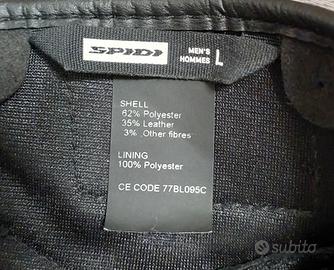 SPIDI
MEN'S
HOMMES
L
SHELL
62% Polyester
35% Leather
3% Other fibres
LINING
100% Polyester
CE CODE 77BL095C
subito